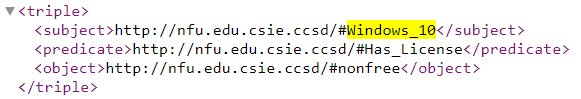 <triple>
<subject>http://nfu.edu.csie.ccsd/#Windows_10</subject>
<predicate>http://nfu.edu.csie.ccsd/#Has_License</predicate>
<object>http://nfu.edu.csie.ccsd/#nonfree</object>
</triple>